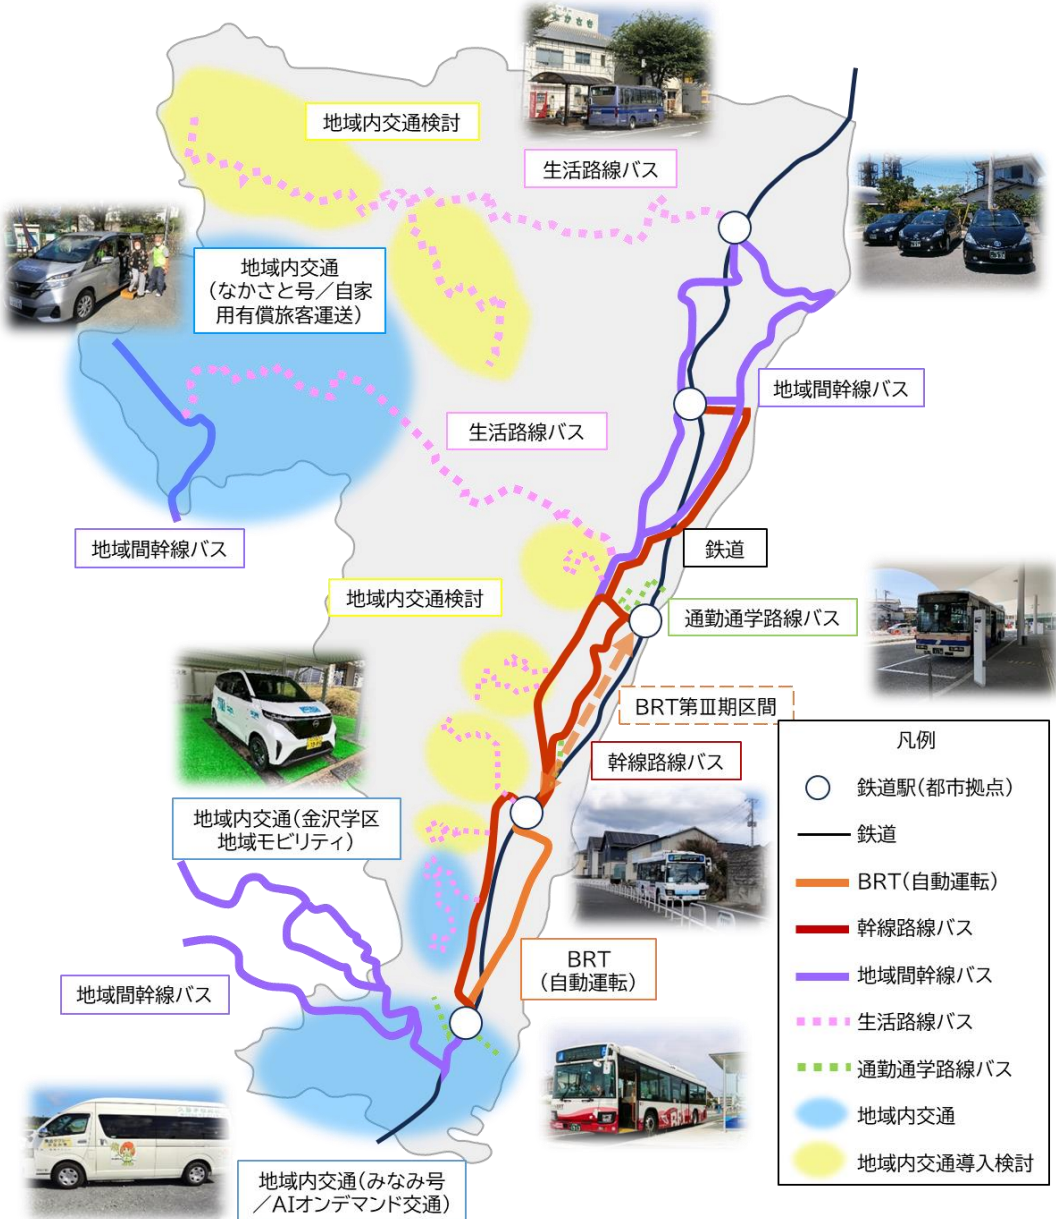 地域内交通検討
生活路線バス
地域内交通
(なかさと号/自家
用有償旅客運送)
地域間幹線バス
生活路線バス
地域間幹線バス
鉄道
地域内交通検討
通勤通学路線バス
BRT第Ⅲ期区間
幹線路線バス
地域内交通(金沢学区
地域モビリティ)
BRT
(自動運転)
地域間幹線バス
地域内交通(みなみ号
/AIオンデマンド交通)
凡例
鉄道駅(都市拠点)
鉄道
BRT(自動運転)
幹線路線バス
地域間幹線バス
生活路線バス
通勤通学路線バス
地域内交通
地域内交通導入検討